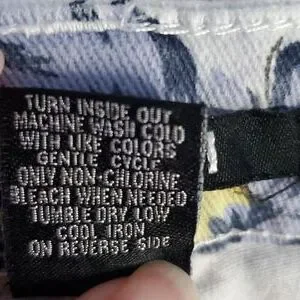 TURN INSIDE OUT
MACHINE WASH COLD
WITH LIKE COLORS
GENTLE CYCLE
ONLY NON-CHLORINE
BLEACH WHEN NEEDED
TUMBLE DRY LOW
COOL IRON
ON REVERSE SIDE